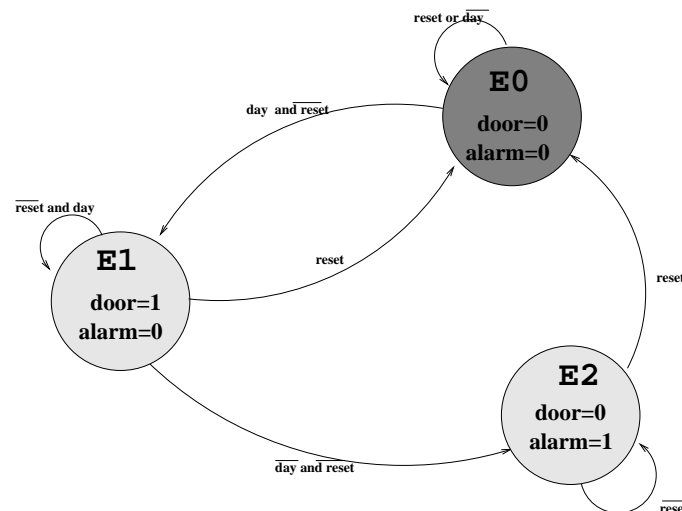 reset or day
E0
door=0
alarm=0
day and reset
reset and day
E1
door=1
alarm=0
reset
reset
E2
door=0
alarm=1
day and reset
reset